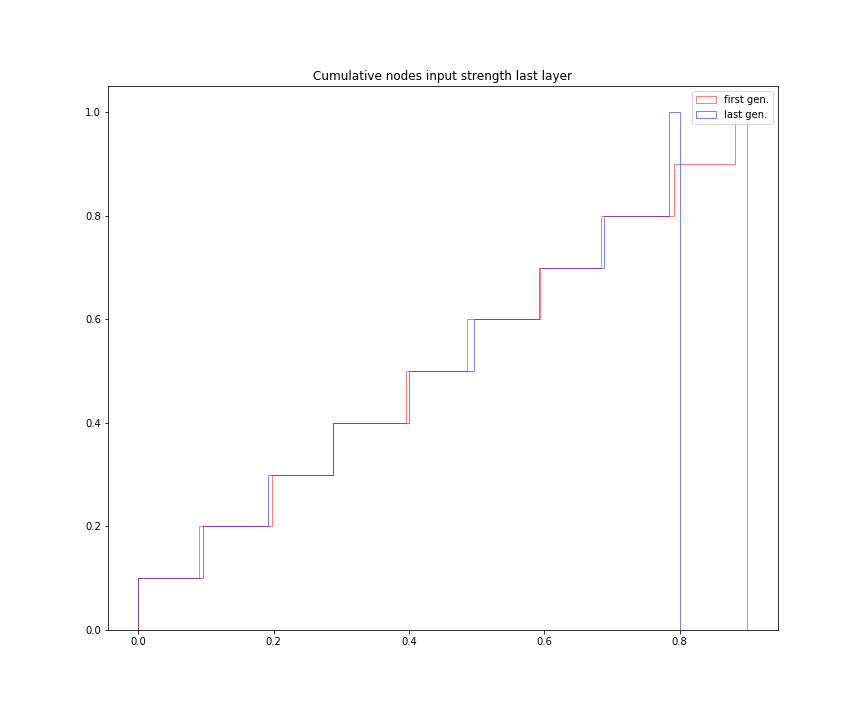 Cumulative nodes input strength last layer
first gen.
last gen.
1.0
0.8
0.6
0.4
0.2
0.0
0.0 0.2 0.4 0.6 0.8